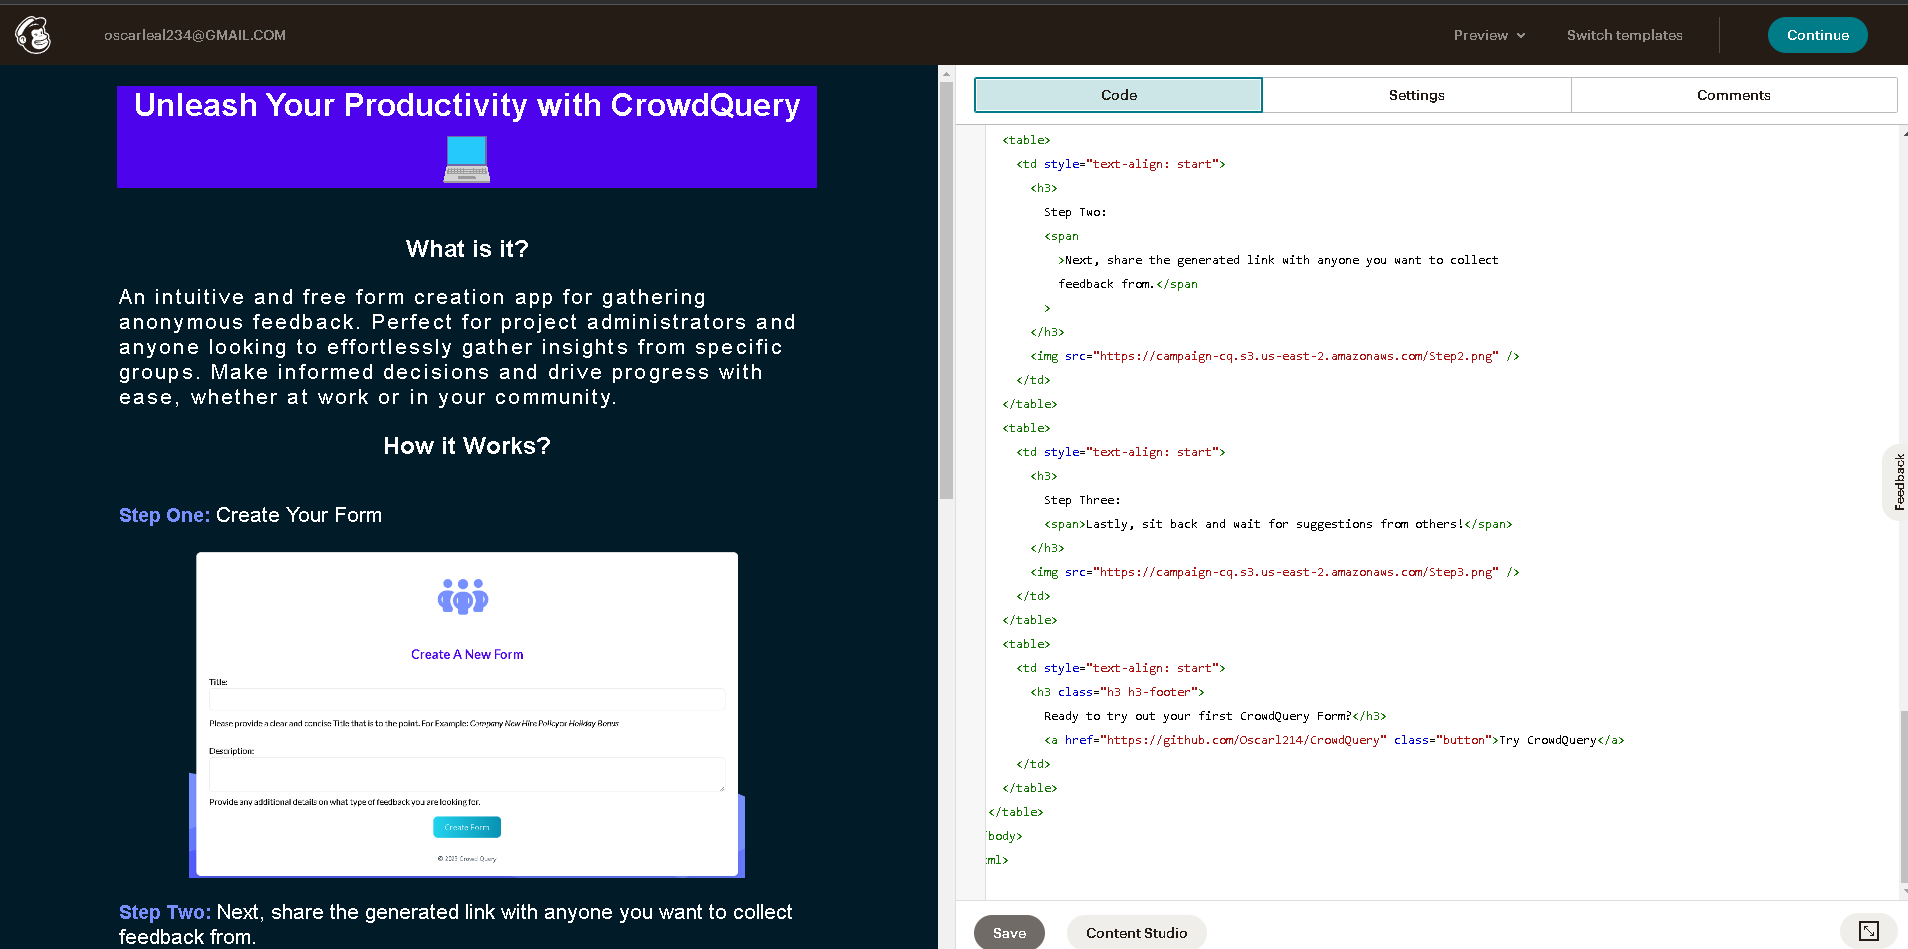 oscarleal234@GMAIL.COM
Preview
Switch templates
Continue
Unleash Your Productivity with CrowdQuery
What is it?
An intuitive and free form creation app for gathering
anonymous feedback. Perfect for project administrators and
anyone looking to effortlessly gather insights from specific
groups. Make informed decisions and drive progress with
ease, whether at work or in your community.
How it Works?
Step One: Create Your Form
Create A New Form
Title:
Please provide a clear and concise Title that is to the point. For Example: Company New Hire Policy or Holiday Bonus
Description:
Provide any additional details on what type of feedback you are looking for.
Create Form
© 2023 Crowd Query
Step Two: Next, share the generated link with anyone you want to collect
feedback from.
Code
Settings
Comments
<table>
<td style="text-align: start">
<h3>
Step Two:
<span
>Next, share the generated link with anyone you want to collect
feedback from.</span
>
</h3>
<img src="https://campaign-cq.s3.us-east-2.amazonaws.com/Step2.png" />
</td>
</table>
<table>
<td style="text-align: start">
<h3>
Step Three:
<span>Lastly, sit back and wait for suggestions from others!</span>
</h3>
<img src="https://campaign-cq.s3.us-east-2.amazonaws.com/Step3.png" />
</td>
</table>
<table>
<td style="text-align: start">
<h3 class="h3 h3-footer">
Ready to try out your first CrowdQuery Form?</h3>
<a href="https://github.com/Oscarl214/CrowdQuery" class="button">Try CrowdQuery</a>
</td>
</table>
</table>
/body>
ml>
Feedback
Save
Content Studio